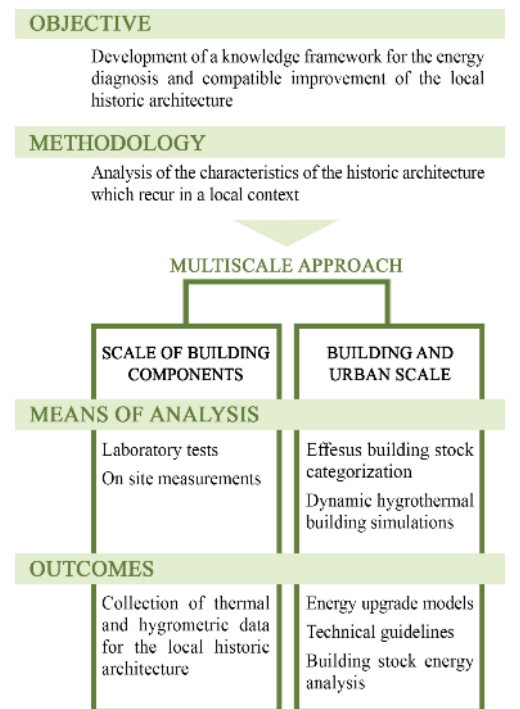 OBJECTIVE
Development of a knowledge framework for the energy
diagnosis and compatible improvement of the local
historic architecture
METHODOLOGY
Analysis of the characteristics of the historic architecture
which recur in a local context
MULTISCALE APPROACH
SCALE OF BUILDING
COMPONENTS
BUILDING AND
URBAN SCALE
MEANS OF ANALYSIS
Laboratory tests
On site measurements
Effesus building stock
categorization
Dynamic hygrothermal
building simulations
OUTCOMES
Collection of thermal
and hygrometric data
for the local historic
architecture
Energy upgrade models
Technical guidelines
Building stock energy
analysis